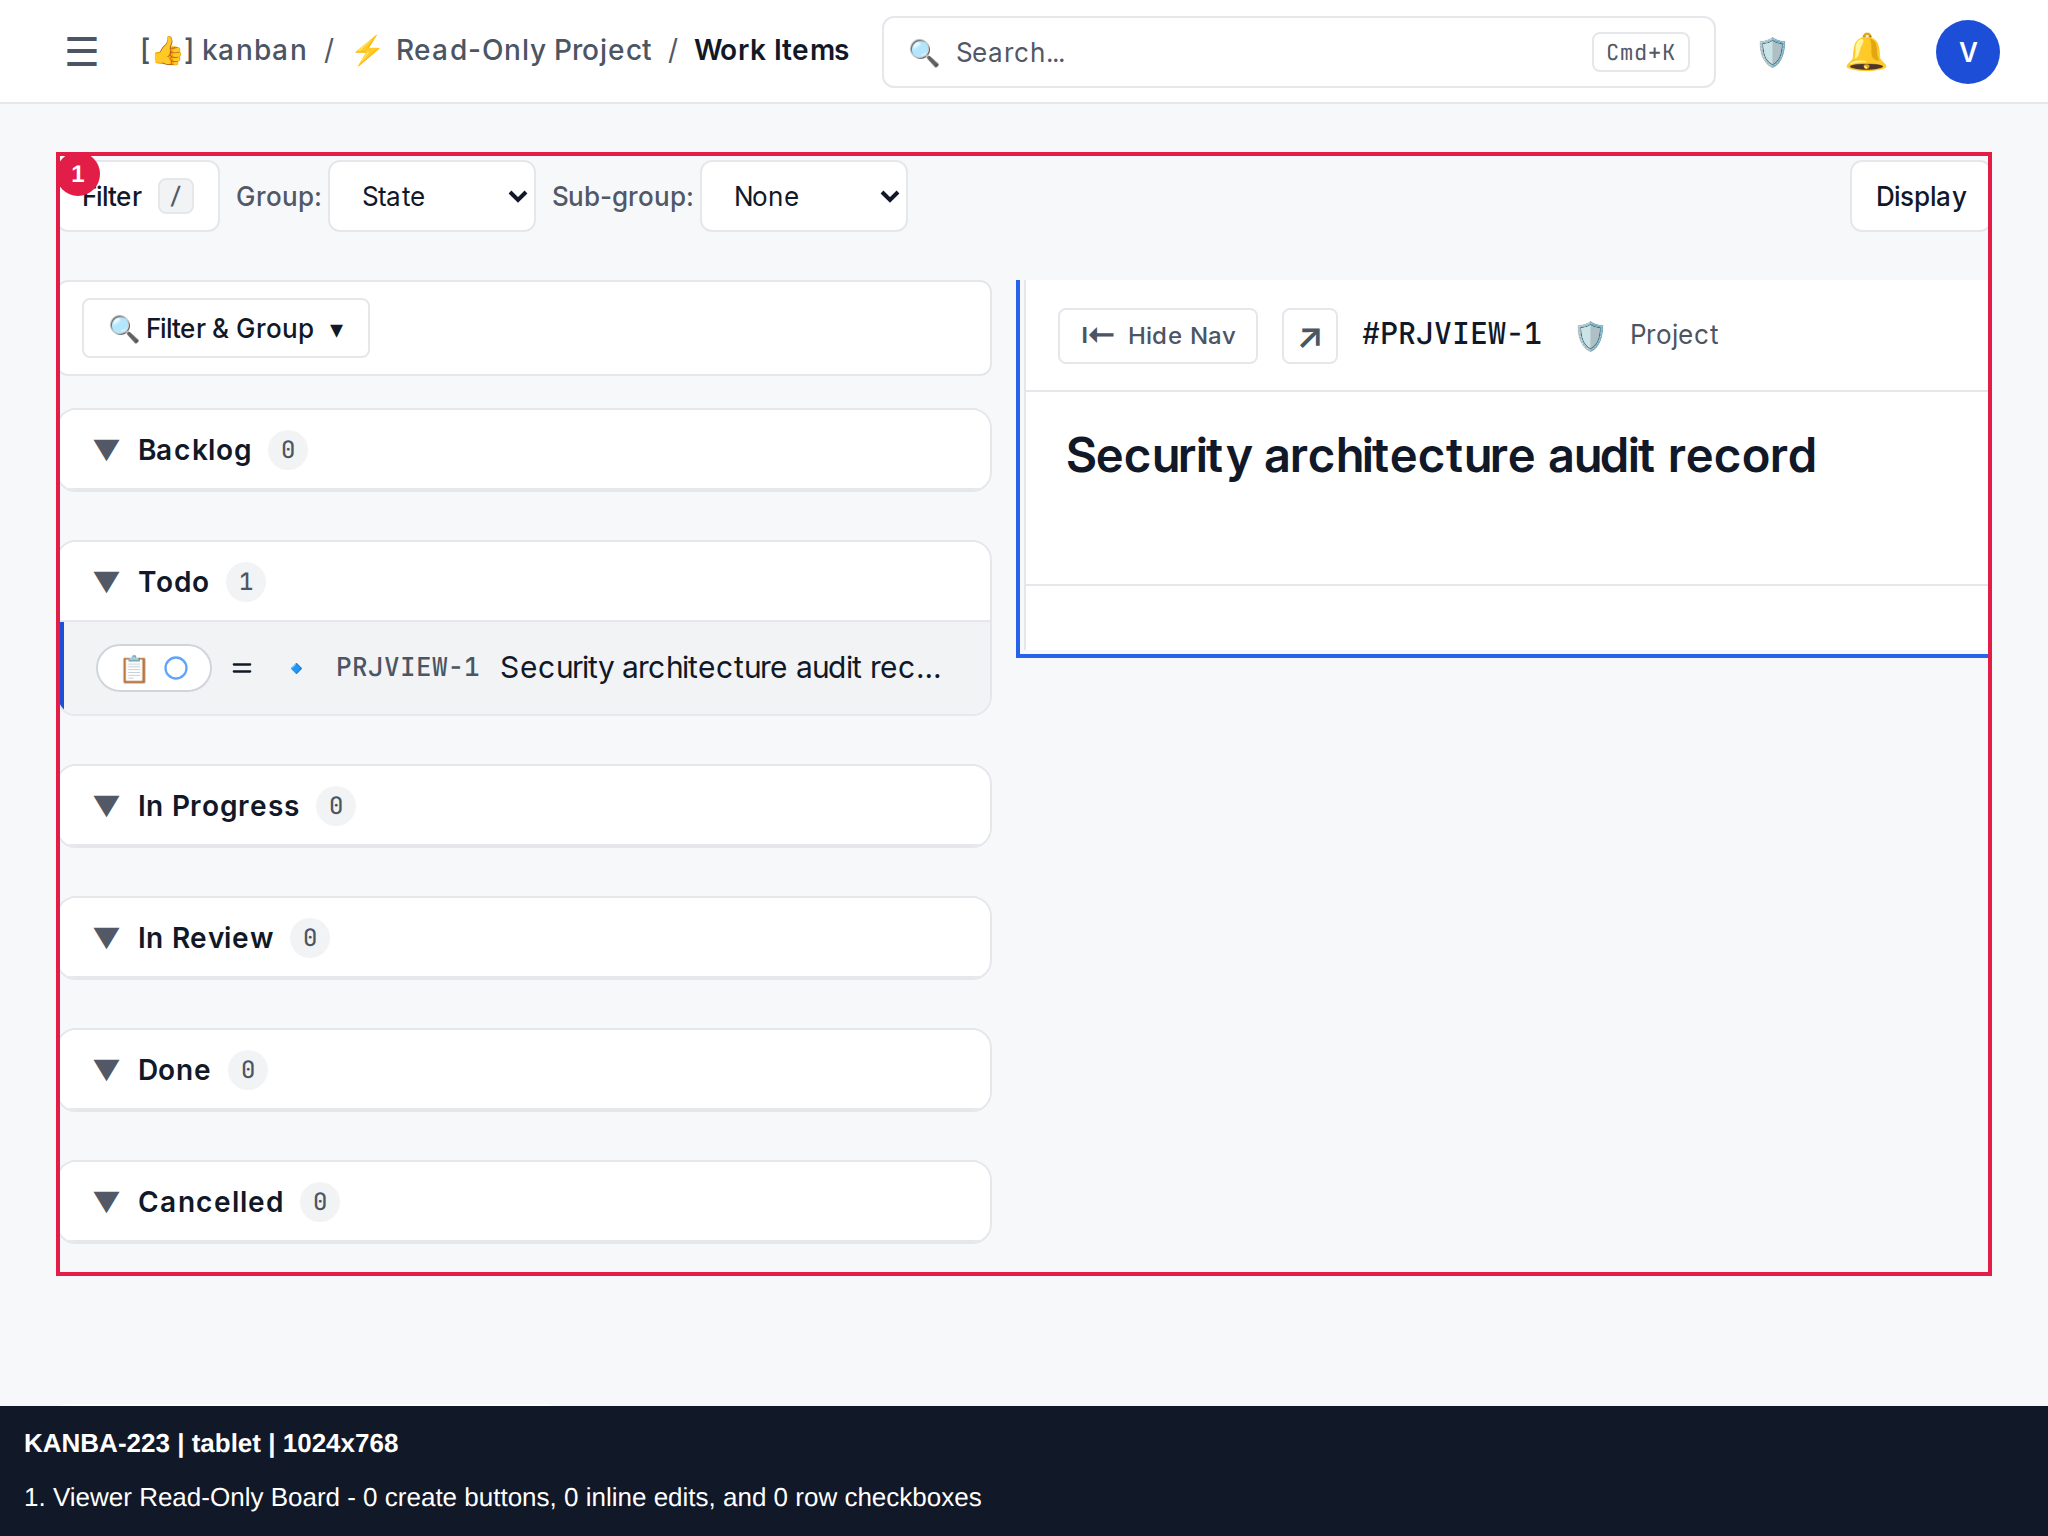 [👍] kanban / ⚡ Read-Only Project / Work Items
🔍 Search... Cmd+K
V
1
Filter /
Group: State
Sub-group: None
Display
🔍 Filter & Group ▾
Backlog 0
Todo 1
= PRJVIEW-1 Security architecture audit rec...
In Progress 0
In Review 0
Done 0
Cancelled 0
Hide Nav
#PRJVIEW-1 Project
Security architecture audit record
KANBA-223 | tablet | 1024x768
1. Viewer Read-Only Board - 0 create buttons, 0 inline edits, and 0 row checkboxes